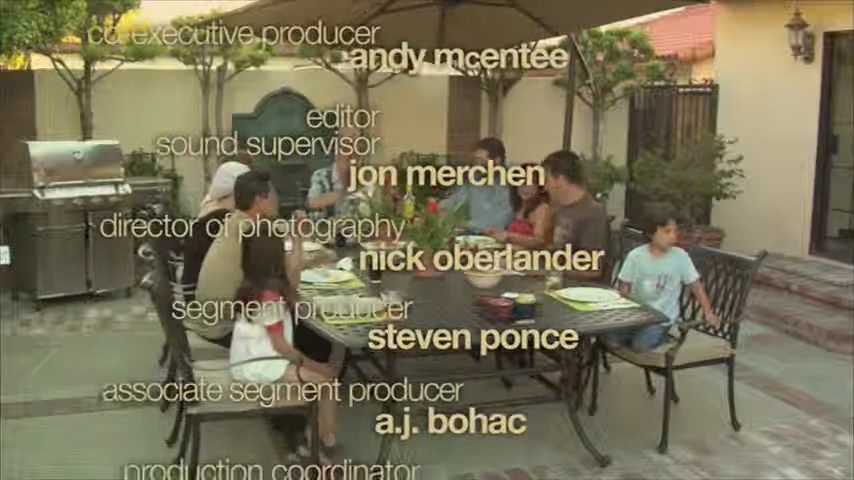 co-executive producer
andy mcentee
editor
sound supervisor
jon merchen
director of photography
nick oberlander
segment producer
steven ponce
associate segment producer
a.j. bohac
production coordinator